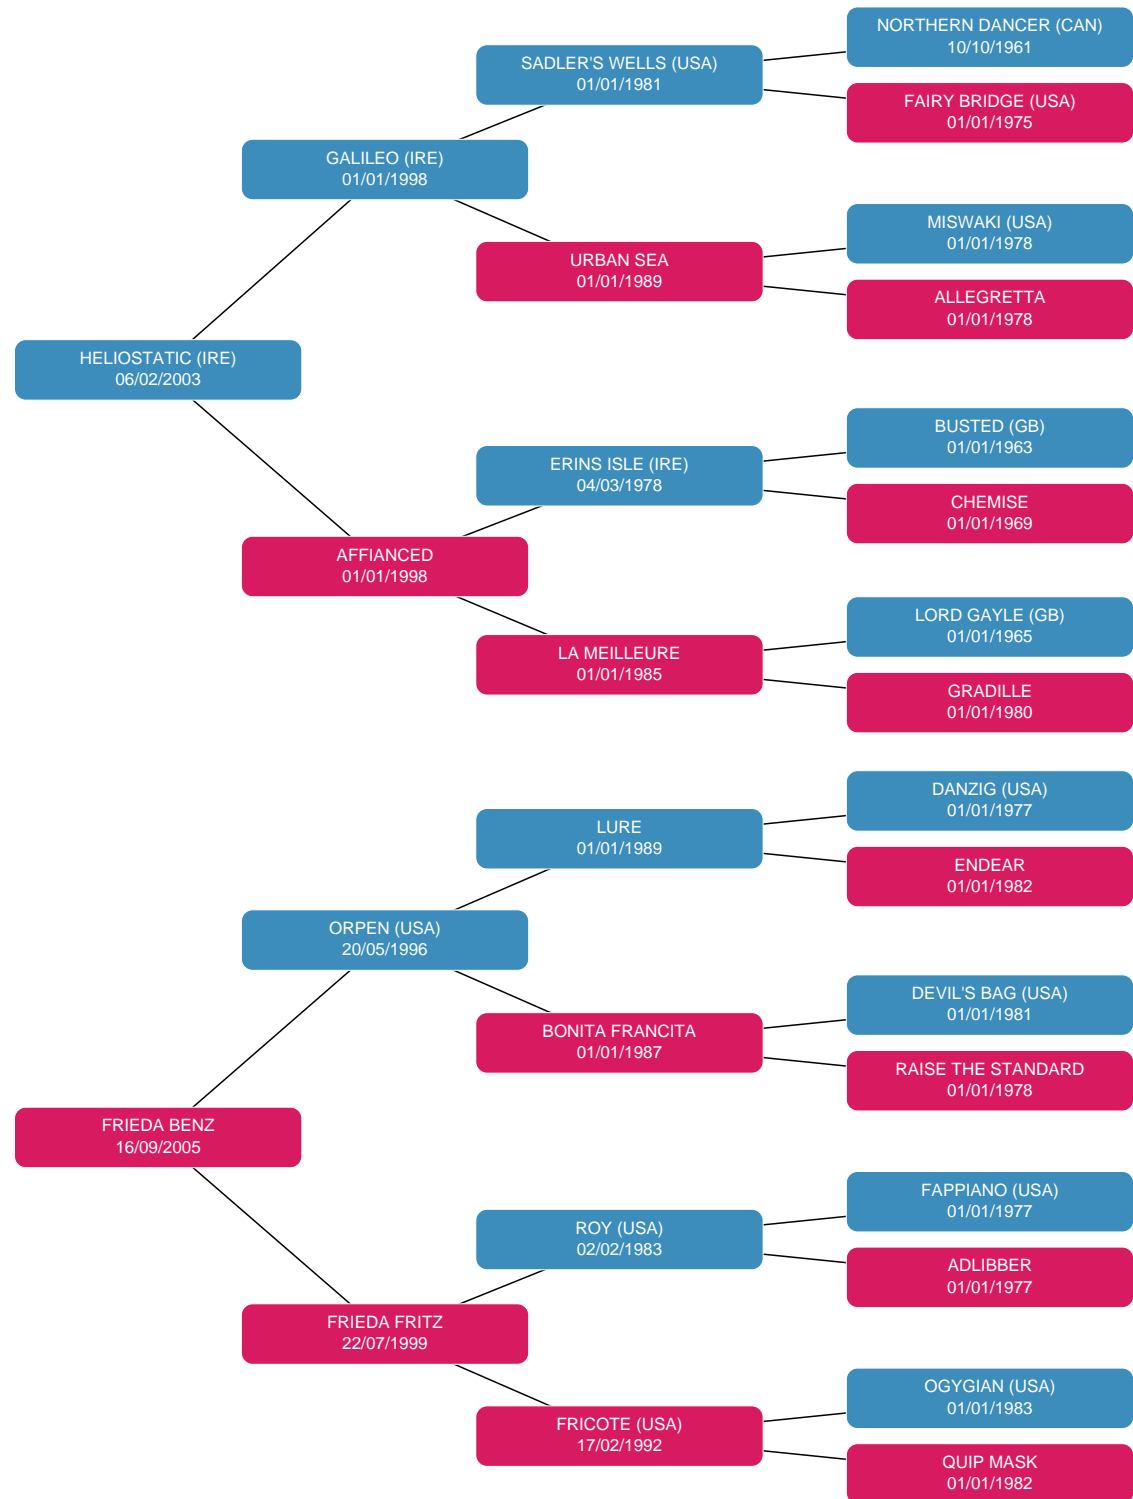 NORTHERN DANCER (CAN)
10/10/1961
SADLER'S WELLS (USA)
01/01/1981
FAIRY BRIDGE (USA)
01/01/1975
GALILEO (IRE)
01/01/1998
MISWAKI (USA)
01/01/1978
URBAN SEA
01/01/1989
ALLEGRETTA
01/01/1978
HELIOSTATIC (IRE)
06/02/2003
BUSTED (GB)
01/01/1963
ERINS ISLE (IRE)
04/03/1978
CHEMISE
01/01/1969
AFFIANCED
01/01/1998
LORD GAYLE (GB)
01/01/1965
LA MEILLEURE
01/01/1985
GRADILLE
01/01/1980
DANZIG (USA)
01/01/1977
LURE
01/01/1989
ENDEAR
01/01/1982
ORPEN (USA)
20/05/1996
DEVIL'S BAG (USA)
01/01/1981
BONITA FRANCITA
01/01/1987
RAISE THE STANDARD
01/01/1978
FRIEDA BENZ
16/09/2005
FAPPIANO (USA)
01/01/1977
ROY (USA)
02/02/1983
ADLIBBER
01/01/1977
FRIEDA FRITZ
22/07/1999
OGYGIAN (USA)
01/01/1983
FRICOTE (USA)
17/02/1992
QUIP MASK
01/01/1982